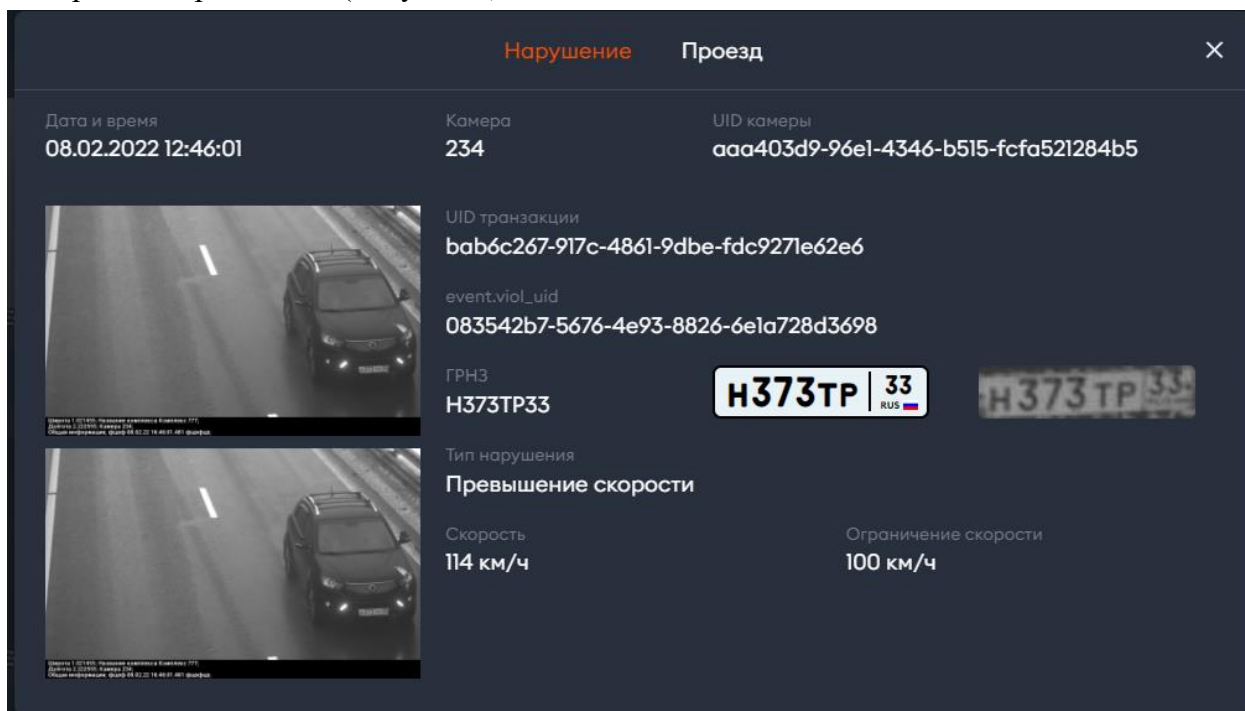 Нарушение Проезд
Дата и время Камера UID камеры
08.02.2022 12:46:01 234 aaa403d9-96e1-4346-b515-fcfa521284b5
UID транзакции
bab6c267-917c-4861-9dbe-fdc9271e62e6
event.viol_uid
083542b7-5676-4e93-8826-6e1a728d3698
ГРНЗ
Н373ТР33 Н373ТР 33 RUS Н373ТР 33
Тип нарушения
Превышение скорости
Скорость Ограничение скорости
114 км/ч 100 км/ч